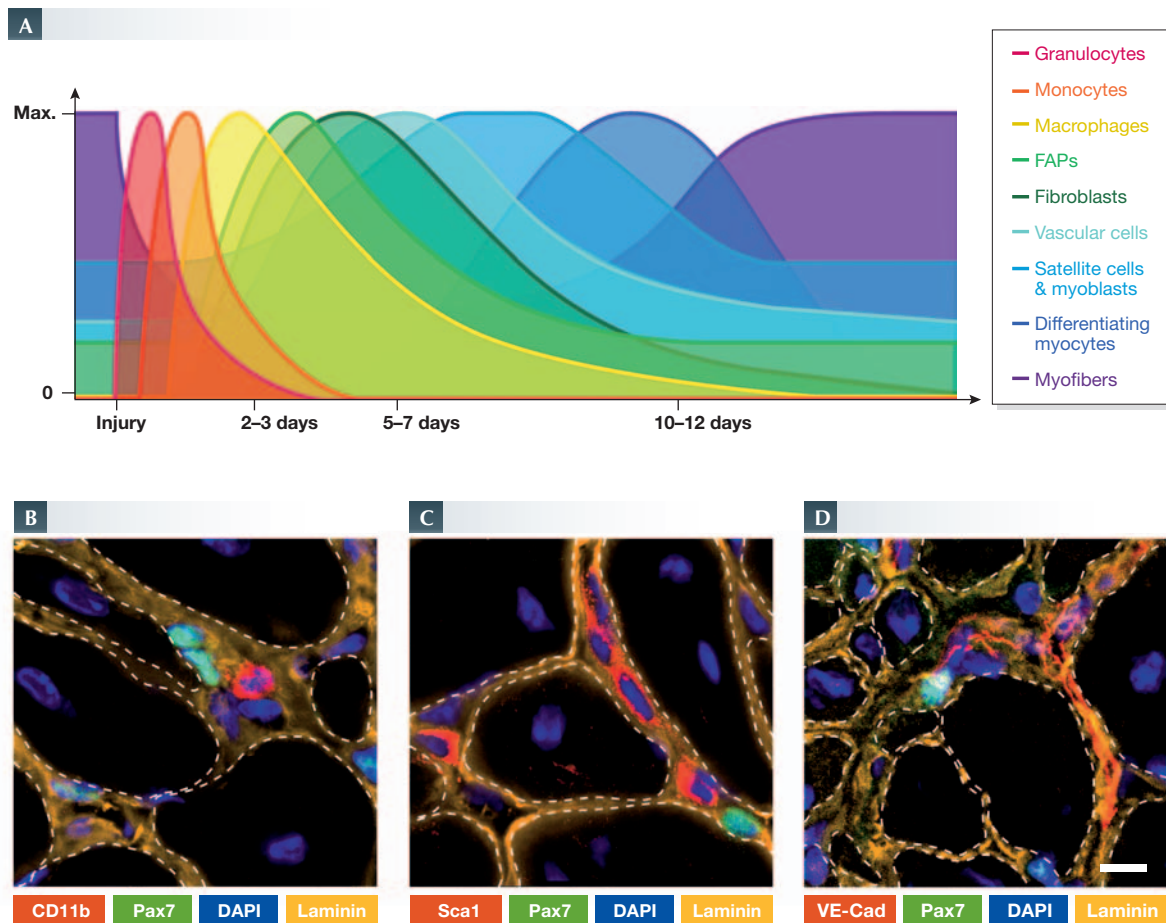 A
Max.
0
Injury
2–3 days
5–7 days
10–12 days
Granulocytes
Monocytes
Macrophages
FAPs
Fibroblasts
Vascular cells
Satellite cells
& myoblasts
Differentiating
myocytes
Myofibers
B
C
D
CD11b Pax7 DAPI Laminin
Sca1 Pax7 DAPI Laminin
VE-Cad Pax7 DAPI Laminin